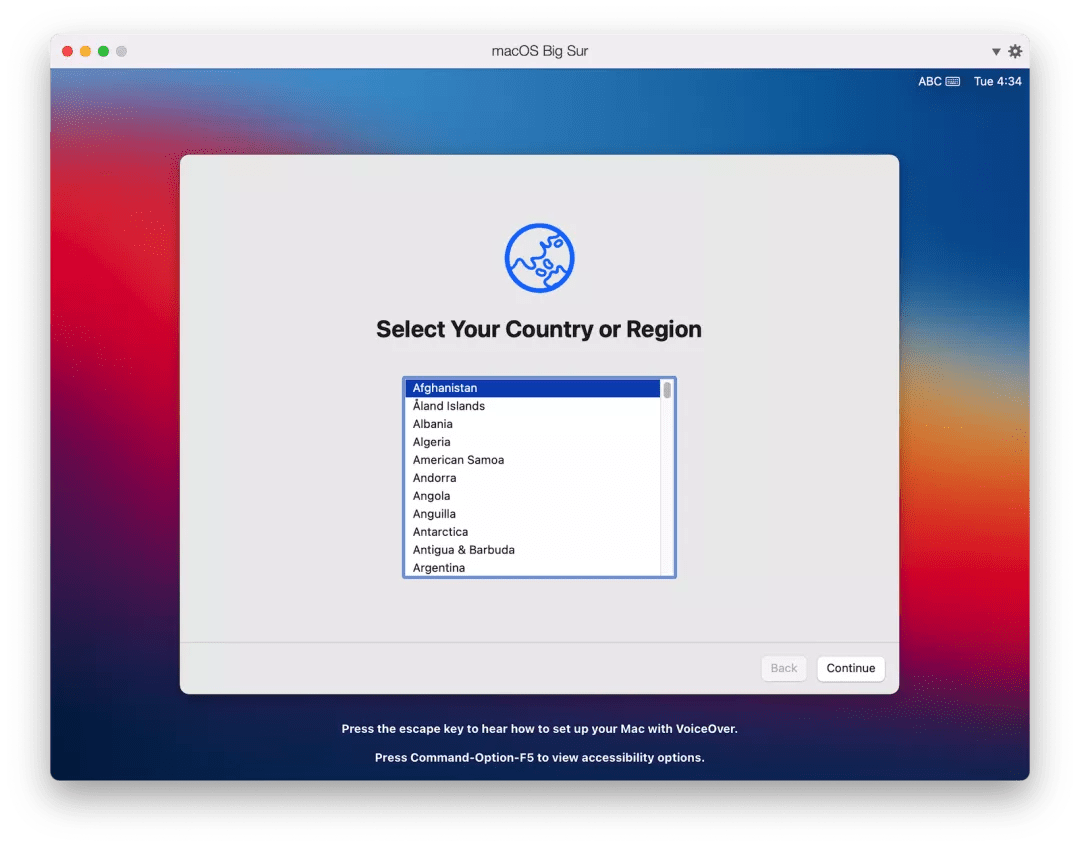 macOS Big Sur
ABC Tue 4:34
Select Your Country or Region
Afghanistan
Åland Islands
Albania
Algeria
American Samoa
Andorra
Angola
Anguilla
Antarctica
Antigua & Barbuda
Argentina
Back Continue
Press the escape key to hear how to set up your Mac with VoiceOver.
Press Command-Option-F5 to view accessibility options.